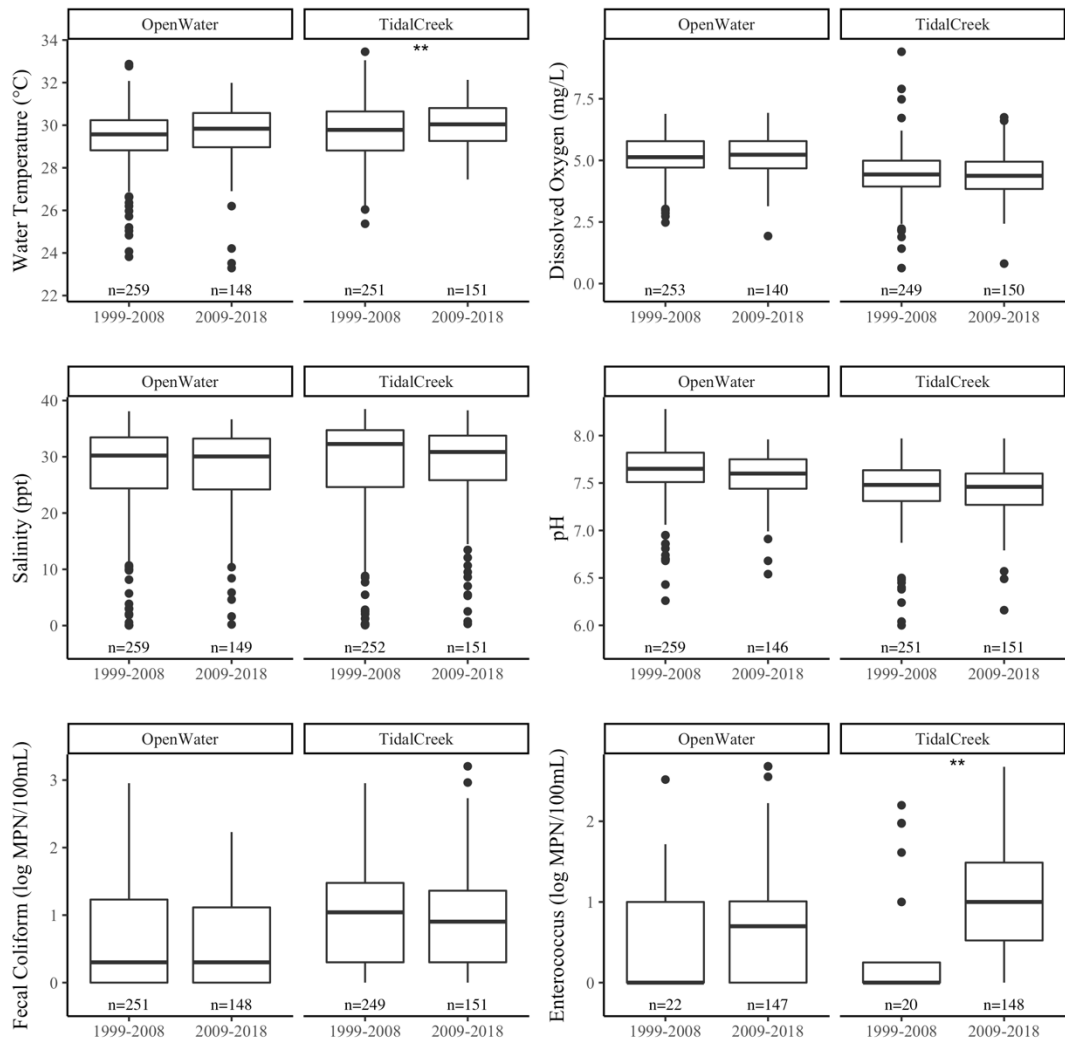 OpenWater
TidalCreek
Water Temperature (°C)
34
32
30
28
26
24
22
**
n=259
n=148
n=251
n=151
1999-2008
2009-2018
1999-2008
2009-2018
OpenWater
TidalCreek
Dissolved Oxygen (mg/L)
7.5
5.0
2.5
0.0
n=253
n=140
n=249
n=150
1999-2008
2009-2018
1999-2008
2009-2018
OpenWater
TidalCreek
Salinity (ppt)
40
30
20
10
0
n=259
n=149
n=252
n=151
1999-2008
2009-2018
1999-2008
2009-2018
OpenWater
TidalCreek
pH
8.0
7.5
7.0
6.5
6.0
n=259
n=146
n=251
n=151
1999-2008
2009-2018
1999-2008
2009-2018
OpenWater
TidalCreek
Fecal Coliform (log MPN/100mL)
3
2
1
0
n=251
n=148
n=249
n=151
1999-2008
2009-2018
1999-2008
2009-2018
OpenWater
TidalCreek
Enterococcus (log MPN/100mL)
2
1
0
**
n=22
n=147
n=20
n=148
1999-2008
2009-2018
1999-2008
2009-2018